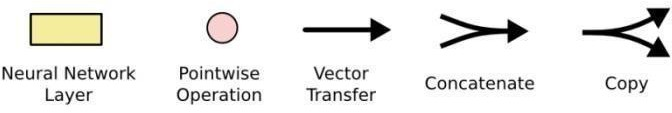 Neural Network
Layer
Pointwise
Operation
Vector
Transfer
Concatenate
Copy